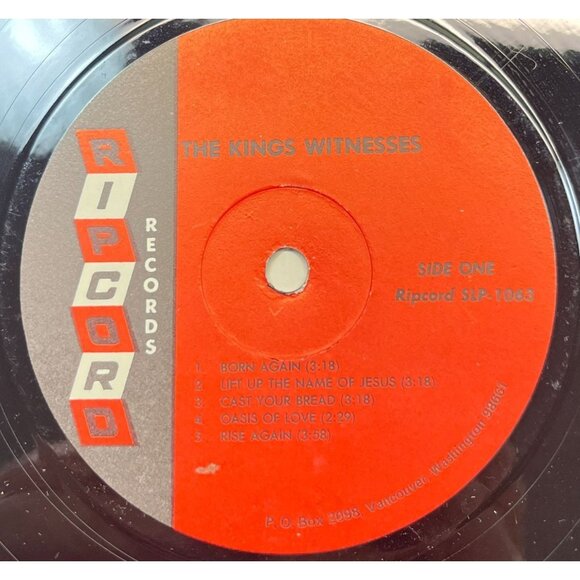 RIPCORD
RECORDS
THE KINGS WITNESSES
SIDE ONE
Ripcord SLP-1063
1. BORN AGAIN (3:18)
2. LIFT UP THE NAME OF JESUS (3:18)
3. CAST YOUR BREAD (3:18)
4. OASIS OF LOVE (2:29)
5. RISE AGAIN (3:58)
P. O. Box 2098, Vancouver, Washington 98661